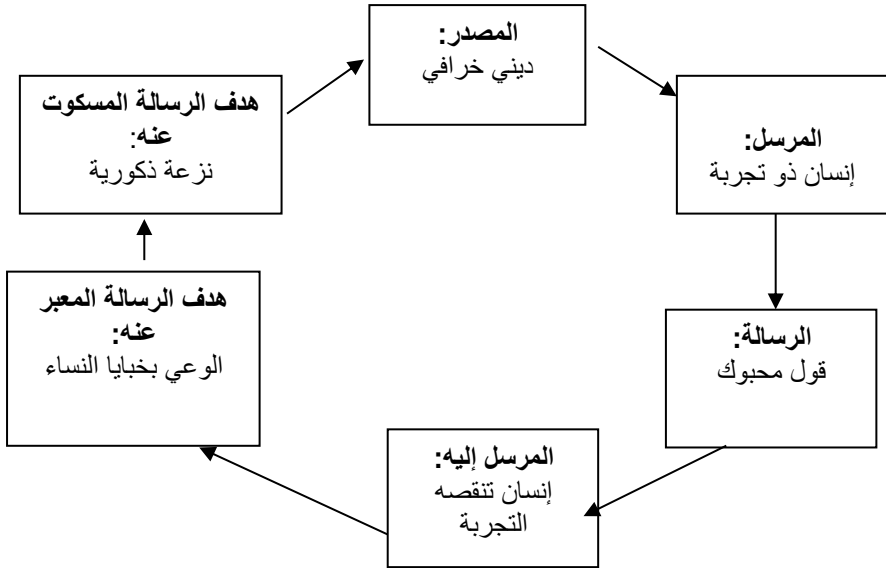 المصدر:
ديني خرافي
المرسل:
إنسان ذو تجربة
الرسالة:
قول محبوك
المرسل إليه:
إنسان تنقصه
التجربة
هدف الرسالة المعبر
عنه:
الوعي بخبايا النساء
هدف الرسالة المسكوت
عنه:
نزعة ذكورية